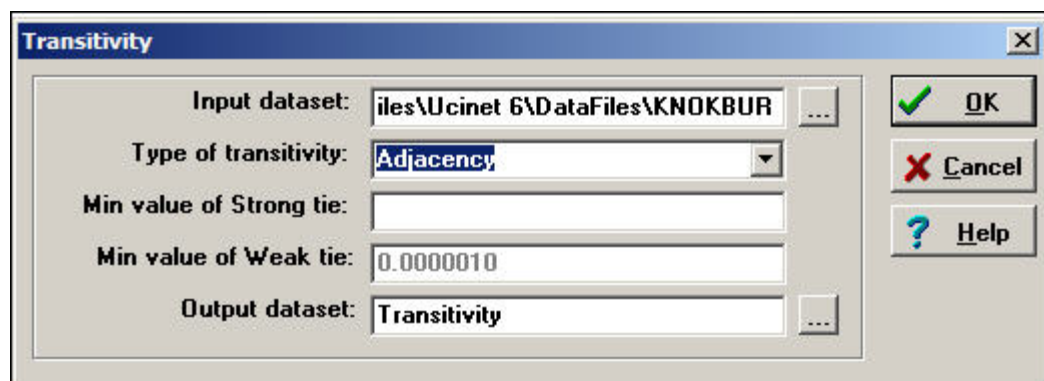 Transitivity
Input dataset: iles\Ucinet 6\DataFiles\KNOKBUR ... OK
Type of transitivity: Adjacency
Cancel
Min value of Strong tie:
Help
Min value of Weak tie: 0.0000010
Output dataset: Transitivity ...